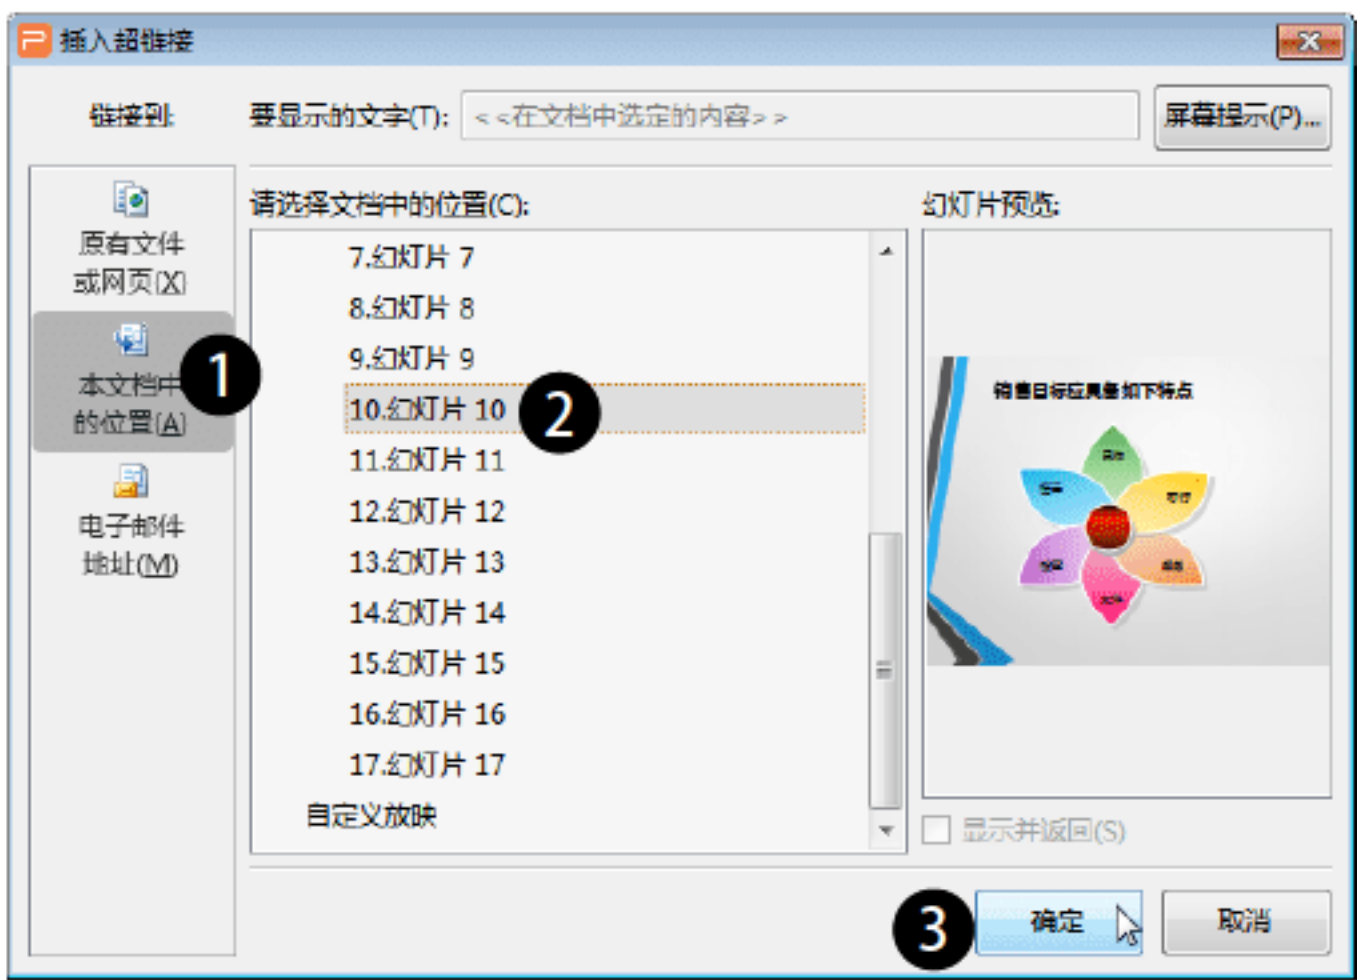 插入超链接
链接到:
要显示的文字(T):
<<在文档中选定的内容>>
屏幕提示(P)...
原有文件
或网页(X)
本文档中
的位置(A)
电子邮件
地址(M)
请选择文档中的位置(C):
7.幻灯片 7
8.幻灯片 8
9.幻灯片 9
10.幻灯片 10
11.幻灯片 11
12.幻灯片 12
13.幻灯片 13
14.幻灯片 14
15.幻灯片 15
16.幻灯片 16
17.幻灯片 17
自定义放映
1
2
幻灯片预览:
销售目标应具备如下特点
显示并返回(S)
3
确定
取消